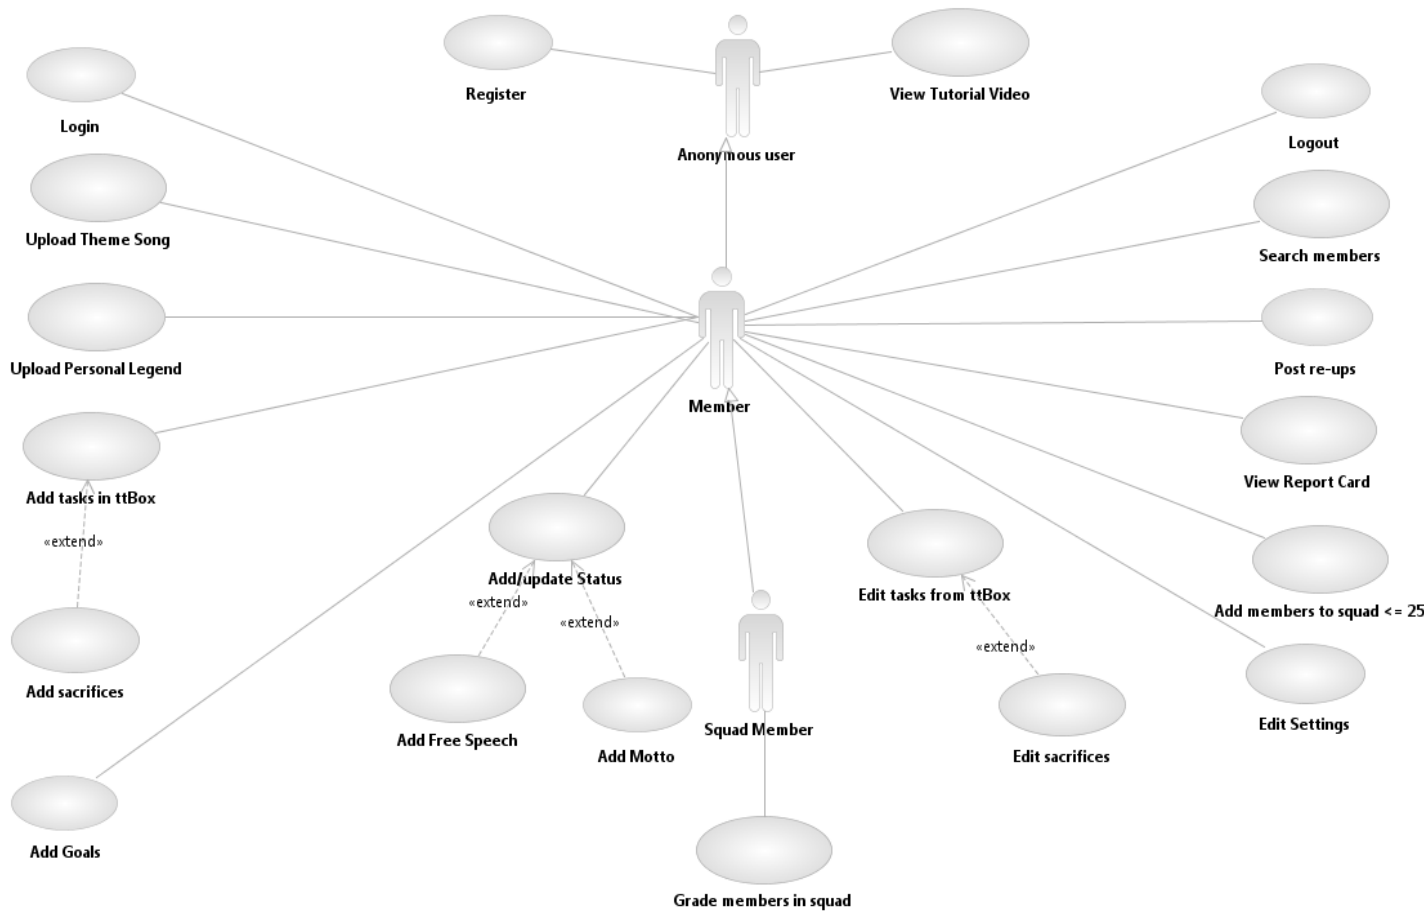 Register
View Tutorial Video
Login
Logout
Anonymous user
Upload Theme Song
Search members
Upload Personal Legend
Post re-ups
Member
View Report Card
Add tasks in ttBox
«extend»
Add/update Status
Edit tasks from ttBox
«extend»
«extend»
Add members to squad <= 25
«extend»
Add sacrifices
Edit Settings
Squad Member
Add Free Speech
Add Motto
Edit sacrifices
Add Goals
Grade members in squad